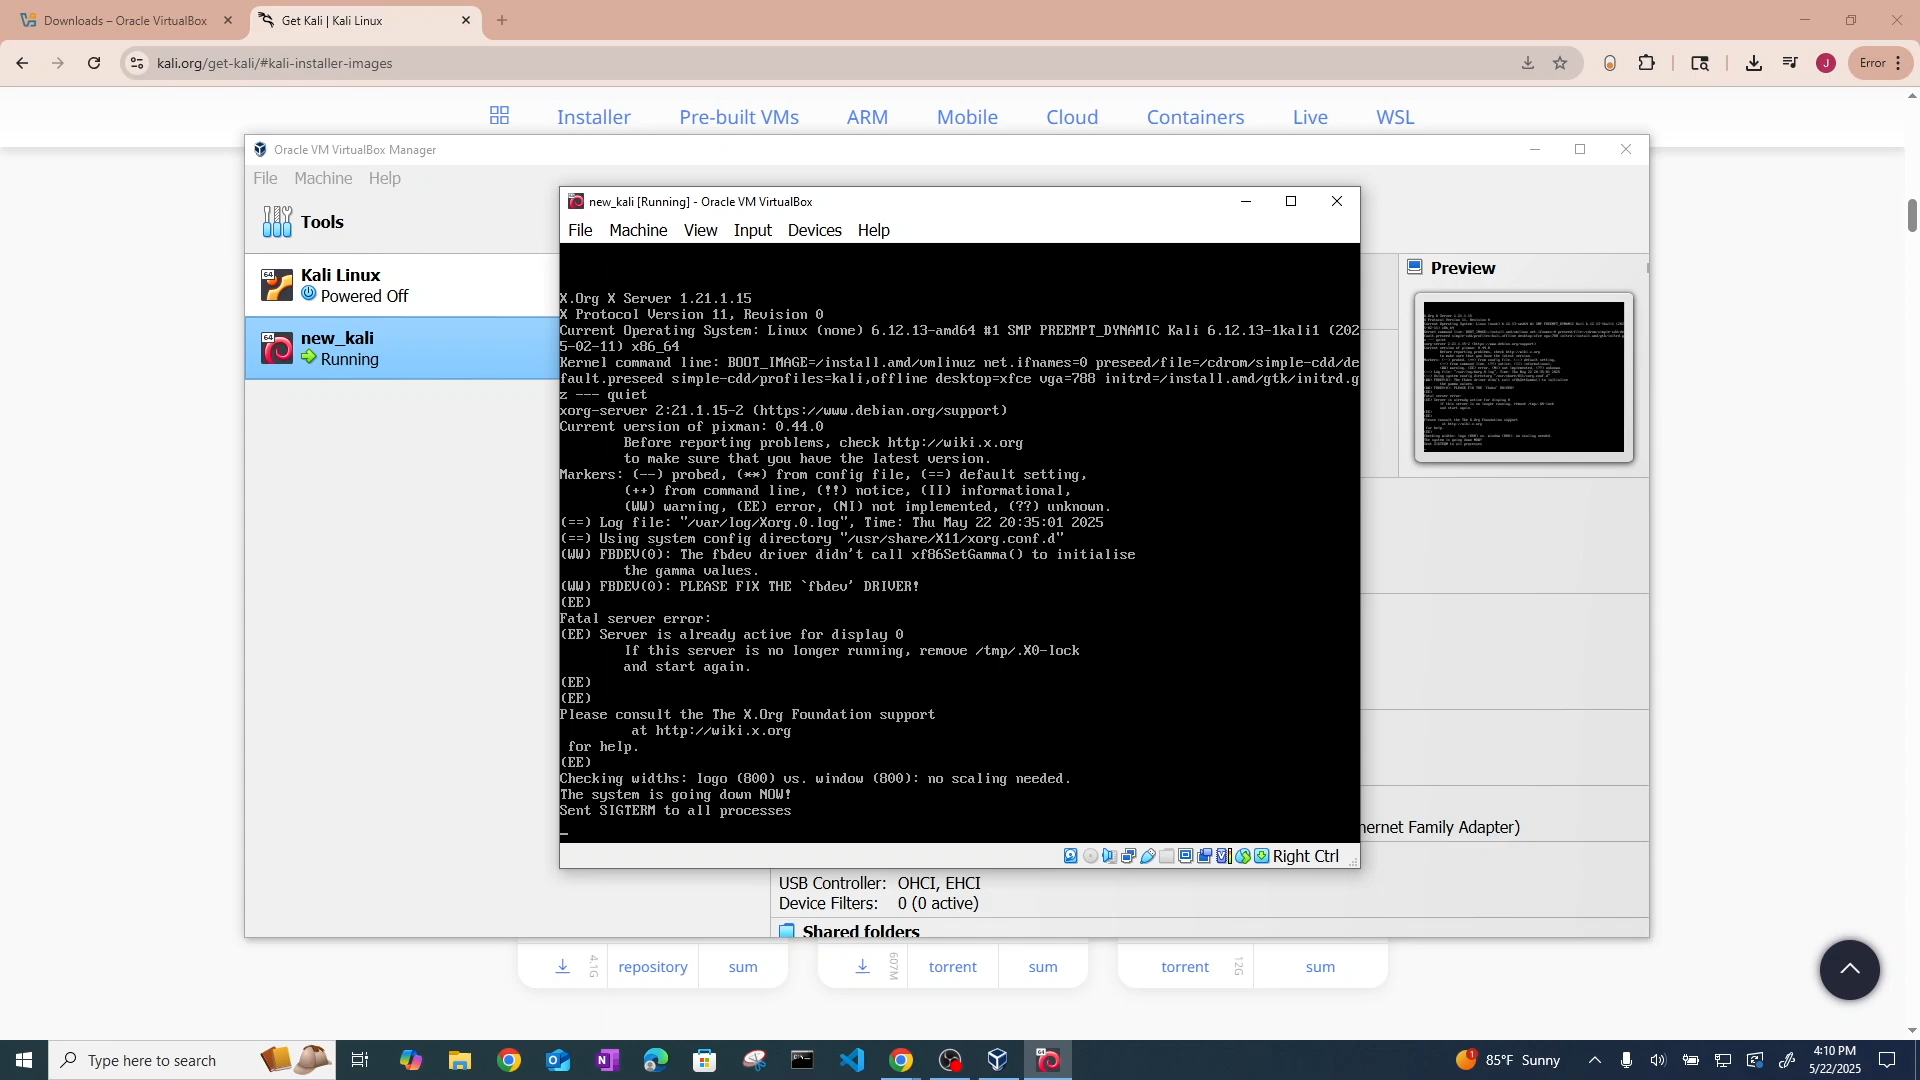 Downloads – Oracle VirtualBox
Get Kali | Kali Linux
kali.org/get-kali/#kali-installer-images
J
Error
Installer
Pre-built VMs
ARM
Mobile
Cloud
Containers
Live
WSL
Oracle VM VirtualBox Manager
File Machine Help
Tools
64
Kali Linux
Powered Off
64
new_kali
Running
new_kali [Running] - Oracle VM VirtualBox
File Machine View Input Devices Help
X.Org X Server 1.21.1.15
X Protocol Version 11, Revision 0
Current Operating System: Linux (none) 6.12.13-amd64 #1 SMP PREEMPT_DYNAMIC Kali 6.12.13-1kali1 (202
5-02-11) x86_64
Kernel command line: BOOT_IMAGE=/install.amd/vmlinuz net.ifnames=0 preseed/file=/cdrom/simple-cdd/de
fault.preseed simple-cdd/profiles=kali,offline desktop=xfce vga=788 initrd=/install.amd/gtk/initrd.g
z --- quiet
xorg-server 2:21.1.15-2 (https://www.debian.org/support)
Current version of pixman: 0.44.0
Before reporting problems, check http://wiki.x.org
to make sure that you have the latest version.
Markers: (--) probed, (**) from config file, (==) default setting,
(++) from command line, (!!) notice, (II) informational,
(WW) warning, (EE) error, (NI) not implemented, (??) unknown.
(==) Log file: "/var/log/Xorg.0.log", Time: Thu May 22 20:35:01 2025
(==) Using system config directory "/usr/share/X11/xorg.conf.d"
(WW) FBDEV(0): The fbdev driver didn't call xf86SetGamma() to initialise
the gamma values.
(WW) FBDEV(0): PLEASE FIX THE `fbdev' DRIVER!
(EE)
Fatal server error:
(EE) Server is already active for display 0
If this server is no longer running, remove /tmp/.X0-lock
and start again.
(EE)
(EE)
Please consult the The X.Org Foundation support
at http://wiki.x.org
for help.
(EE)
Checking widths: logo (800) vs. window (800): no scaling needed.
The system is going down NOW!
Sent SIGTERM to all processes
_
Right Ctrl
Preview
hernet Family Adapter)
USB Controller: OHCI, EHCI
Device Filters: 0 (0 active)
Shared folders
4.1G
repository
sum
607M
torrent
sum
torrent
12G
sum
Type here to search
1
85°F Sunny
4:10 PM
5/22/2025